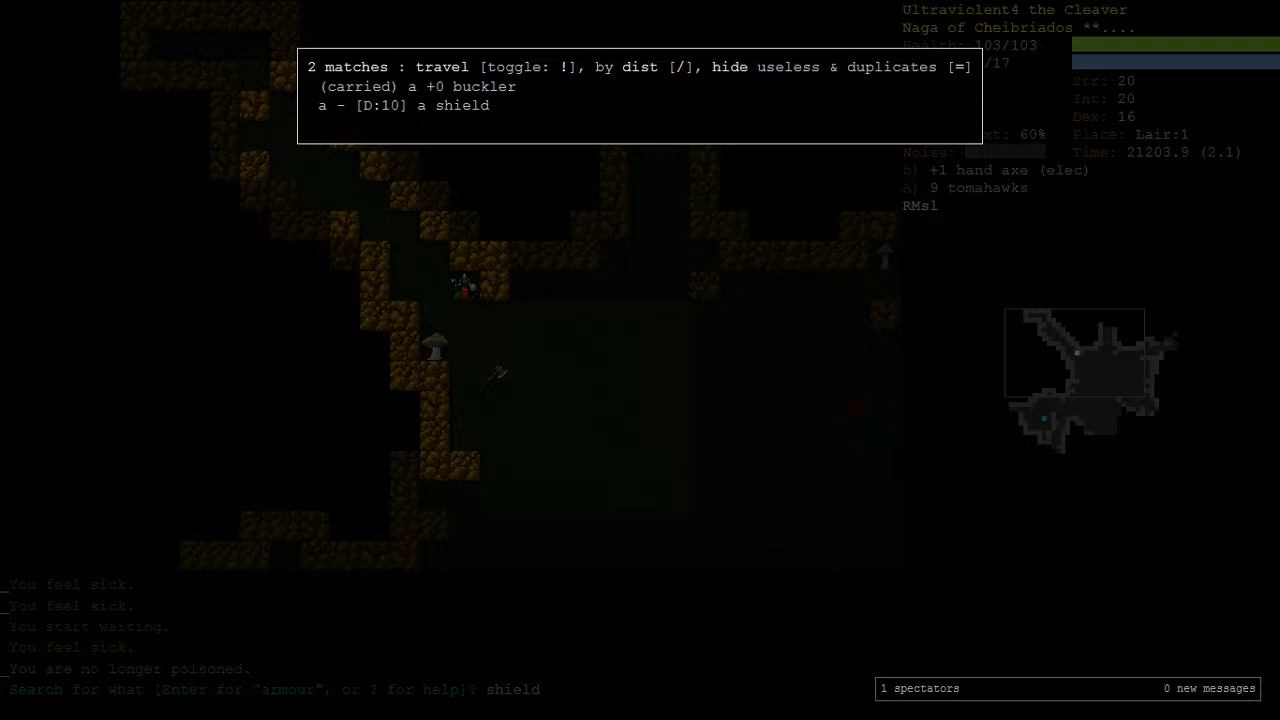 Ultraviolent4 the Cleaver
Naga of Cheibriados **....
Health: 103/103
/17
Str: 20
Int: 20
Dex: 16
xt: 60% Place: Lair:1
Noise: Time: 21203.9 (2.1)
b) +1 hand axe (elec)
A) 9 tomahawks
RMsl
2 matches : travel [toggle: !], by dist [/], hide useless & duplicates [=]
(carried) a +0 buckler
a - [D:10] a shield
_You feel sick.
_You feel sick.
You start waiting.
You feel sick.
_You are no longer poisoned.
Search for what [Enter for "armour", or ? for help]? shield
1 spectators 0 new messages